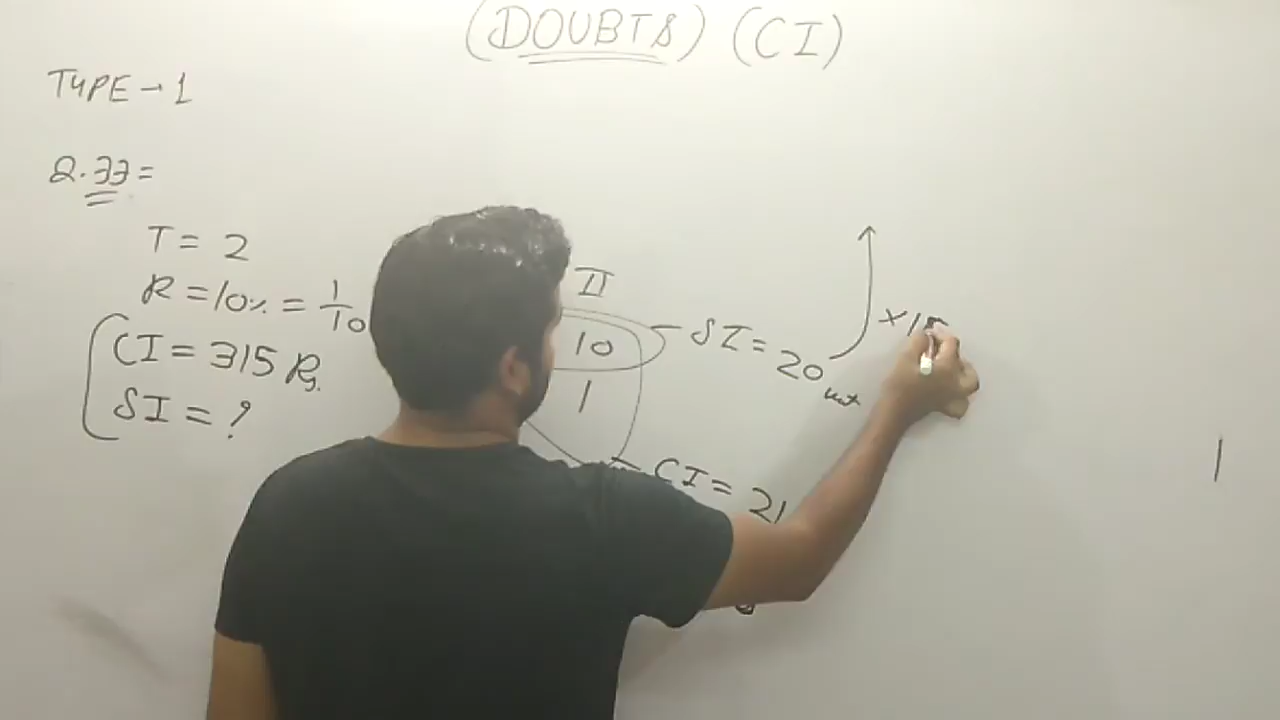 (DOUBTS) (CI)
TYPE → 1
Q.33 =
T = 2
R = 10% = 1/10
CI = 315 Rs.
SI = ?
II
10
1
SI = 20 unit
CI = 21
×15